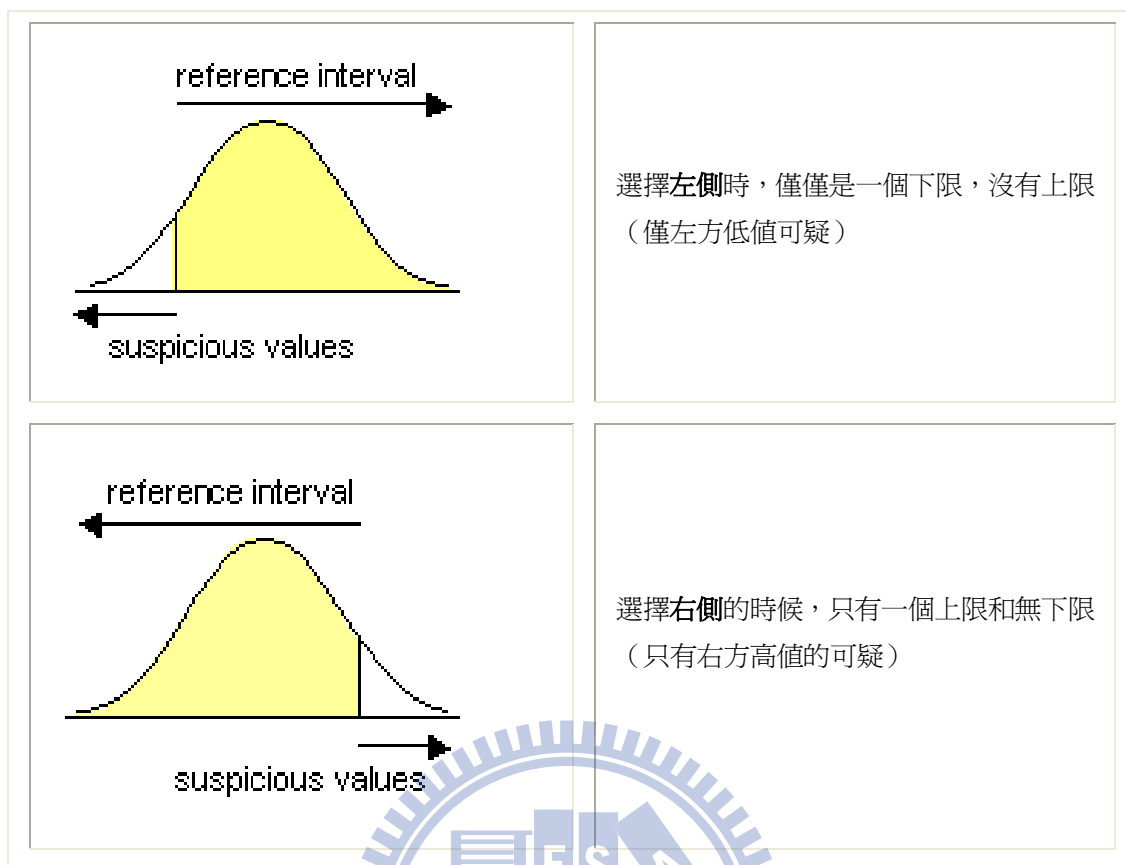 reference interval
suspicious values
選擇左側時，僅僅是一個下限，沒有上限
（僅左方低值可疑）
reference interval
suspicious values
選擇右側的時候，只有一個上限和無下限
（只有右方高值的可疑）
E S A